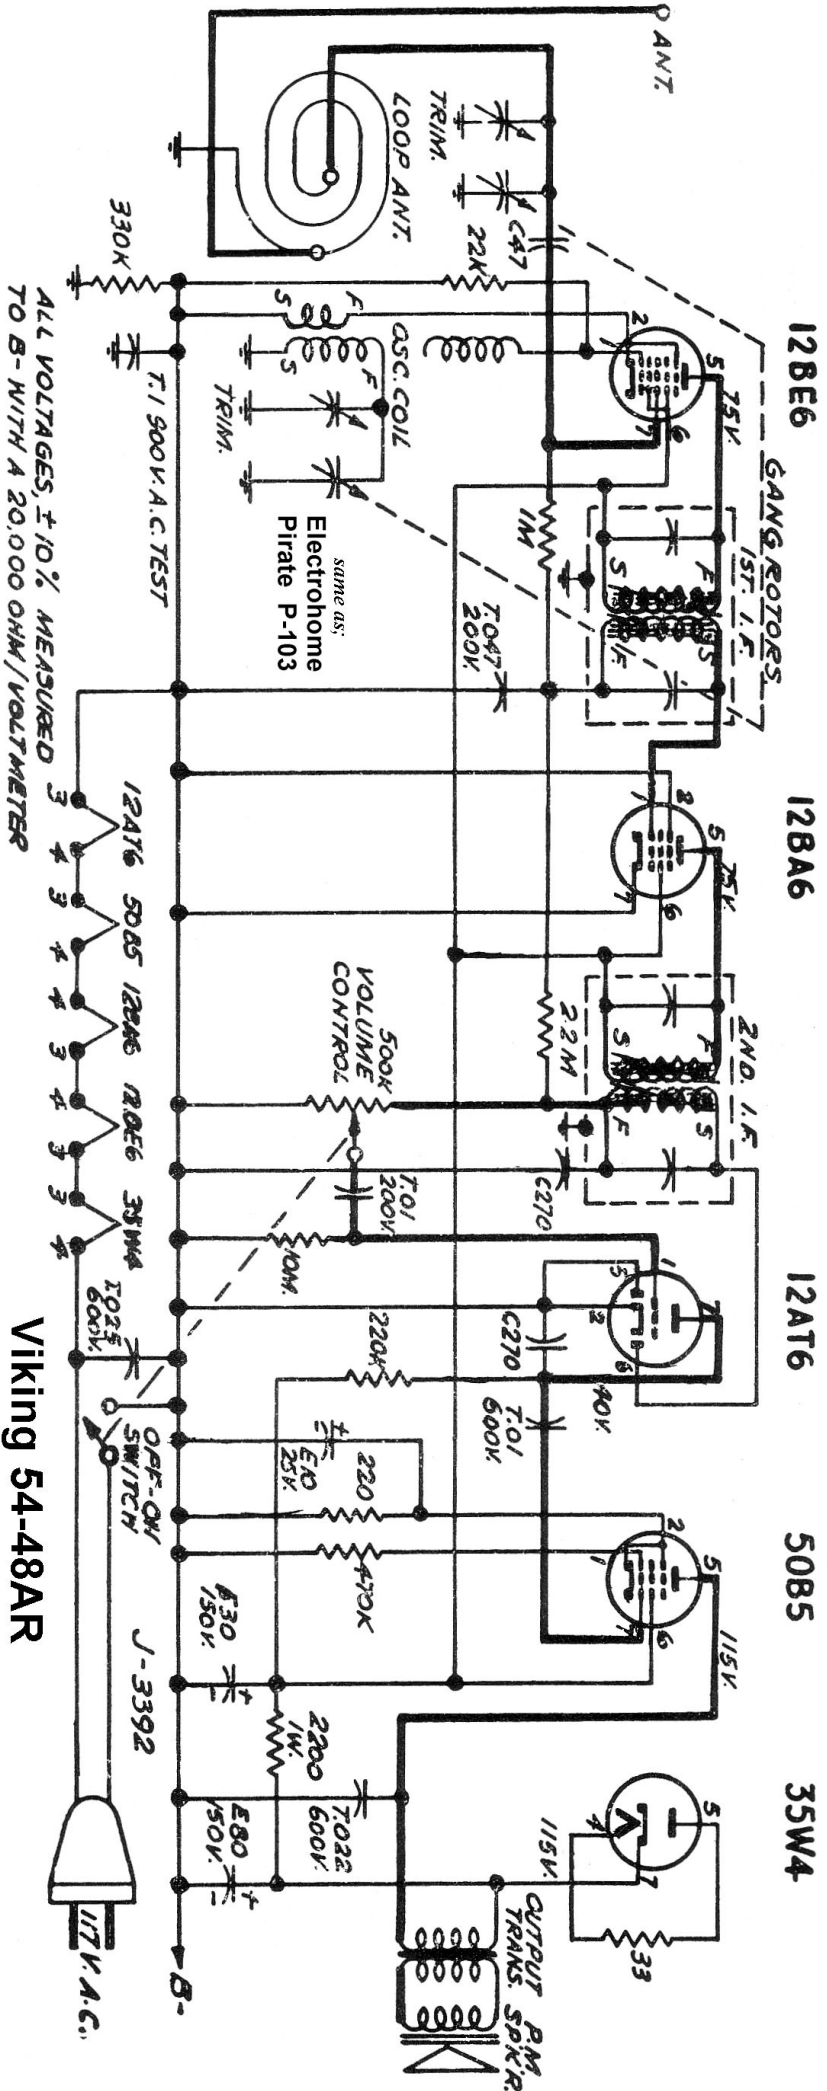 12BE6
12BA6
12AT6
50B5
35W4
ANT.
LOOP ANT.
TRIM.
C47
22K
330K
F
S
F
S
OSC. COIL
TRIM.
T.1 900V. A.C. TEST
2
1
5
6
7
75V.
GANG ROTORS
1ST. I.F.
F
S
S
F
1M
T.047
200V.
same as;
Electrohome
Pirate P-103
1
2
5
6
7
75V.
2ND. I.F.
F
S
S
F
2.2M
C270
500K
VOLUME
CONTROL
T.01
200V.
10M.
1
7
5
2
6
C270
40V.
220K
T.01
600V.
E10
25V.
220
470K
2
1
5
6
7
115V.
E30
150V.
2200
1W.
T.022
600V.
E80
150V.
5
4
7
33
115V.
OUTPUT
TRANS.
P.M.
SPK'R.
B-
12AT6
50B5
12BA6
12BE6
35W4
3
4
3
4
4
3
4
3
3
4
T.025
600V.
OFF-ON
SWITCH
J-3392
117V. A.C.
ALL VOLTAGES, ±10% MEASURED
TO B- WITH A 20,000 OHM/VOLTMETER
Viking 54-48AR